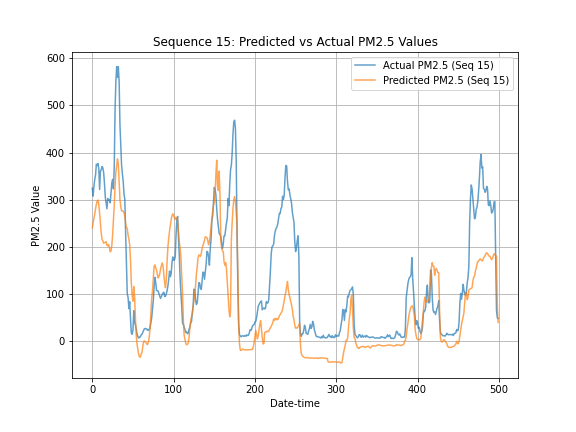 Sequence 15: Predicted vs Actual PM2.5 Values
Actual PM2.5 (Seq 15)
Predicted PM2.5 (Seq 15)
PM2.5 Value
600
500
400
300
200
100
0
0 100 200 300 400 500
Date-time